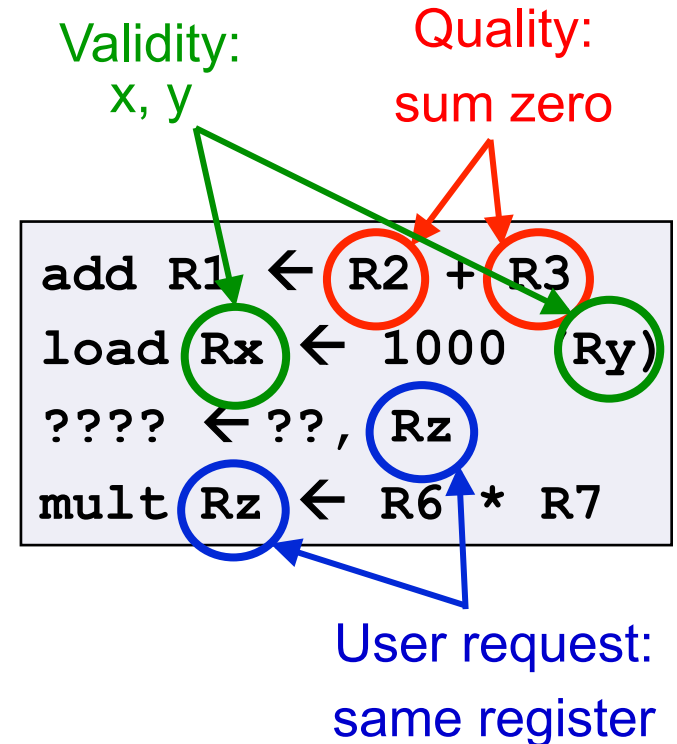 Validity:
x, y
Quality:
sum zero
add R1 ← R2 + R3
load Rx ← 1000 (Ry)
???? ← ??, Rz
mult Rz ← R6 * R7
User request:
same register